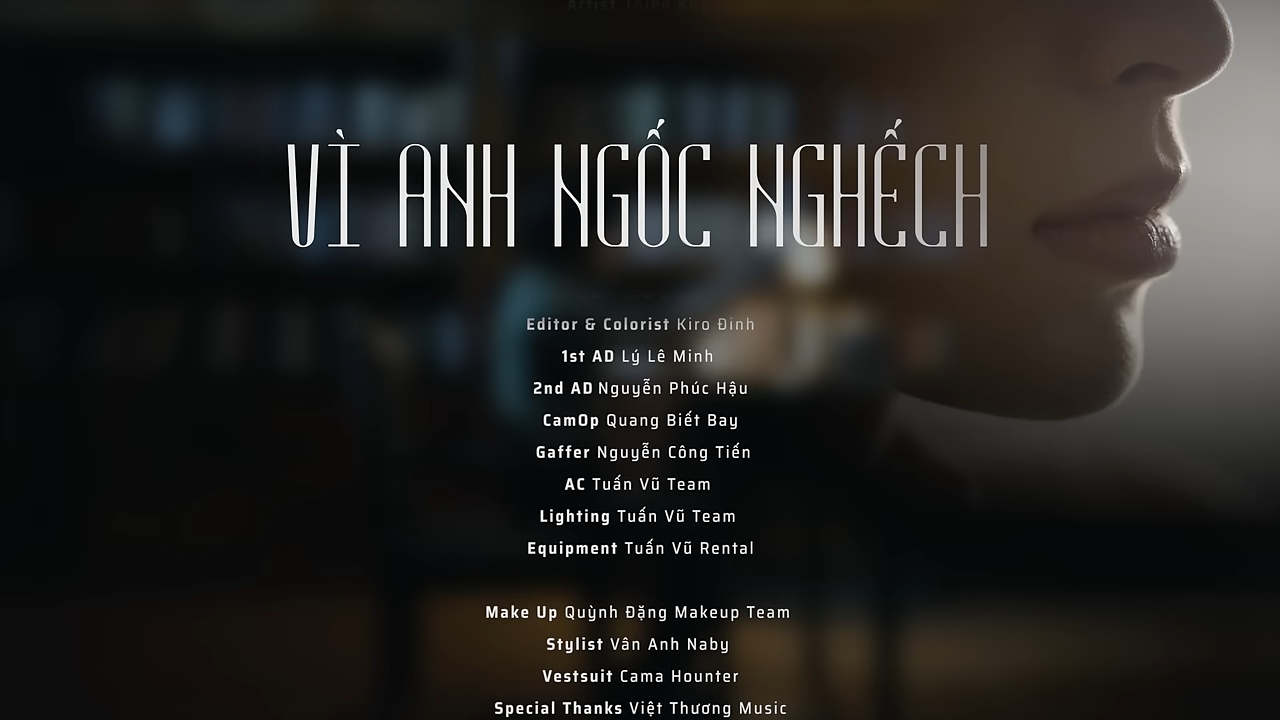 Artist
VÌ ANH NGỐC NGHẾCH
Editor & Colorist Kiro Đinh
1st AD Lý Lê Minh
2nd AD Nguyễn Phúc Hậu
CamOp Quang Biết Bay
Gaffer Nguyễn Công Tiến
AC Tuấn Vũ Team
Lighting Tuấn Vũ Team
Equipment Tuấn Vũ Rental
Make Up Quỳnh Đặng Makeup Team
Stylist Vân Anh Naby
Vestsuit Cama Hounter
Special Thanks Việt Thương Music